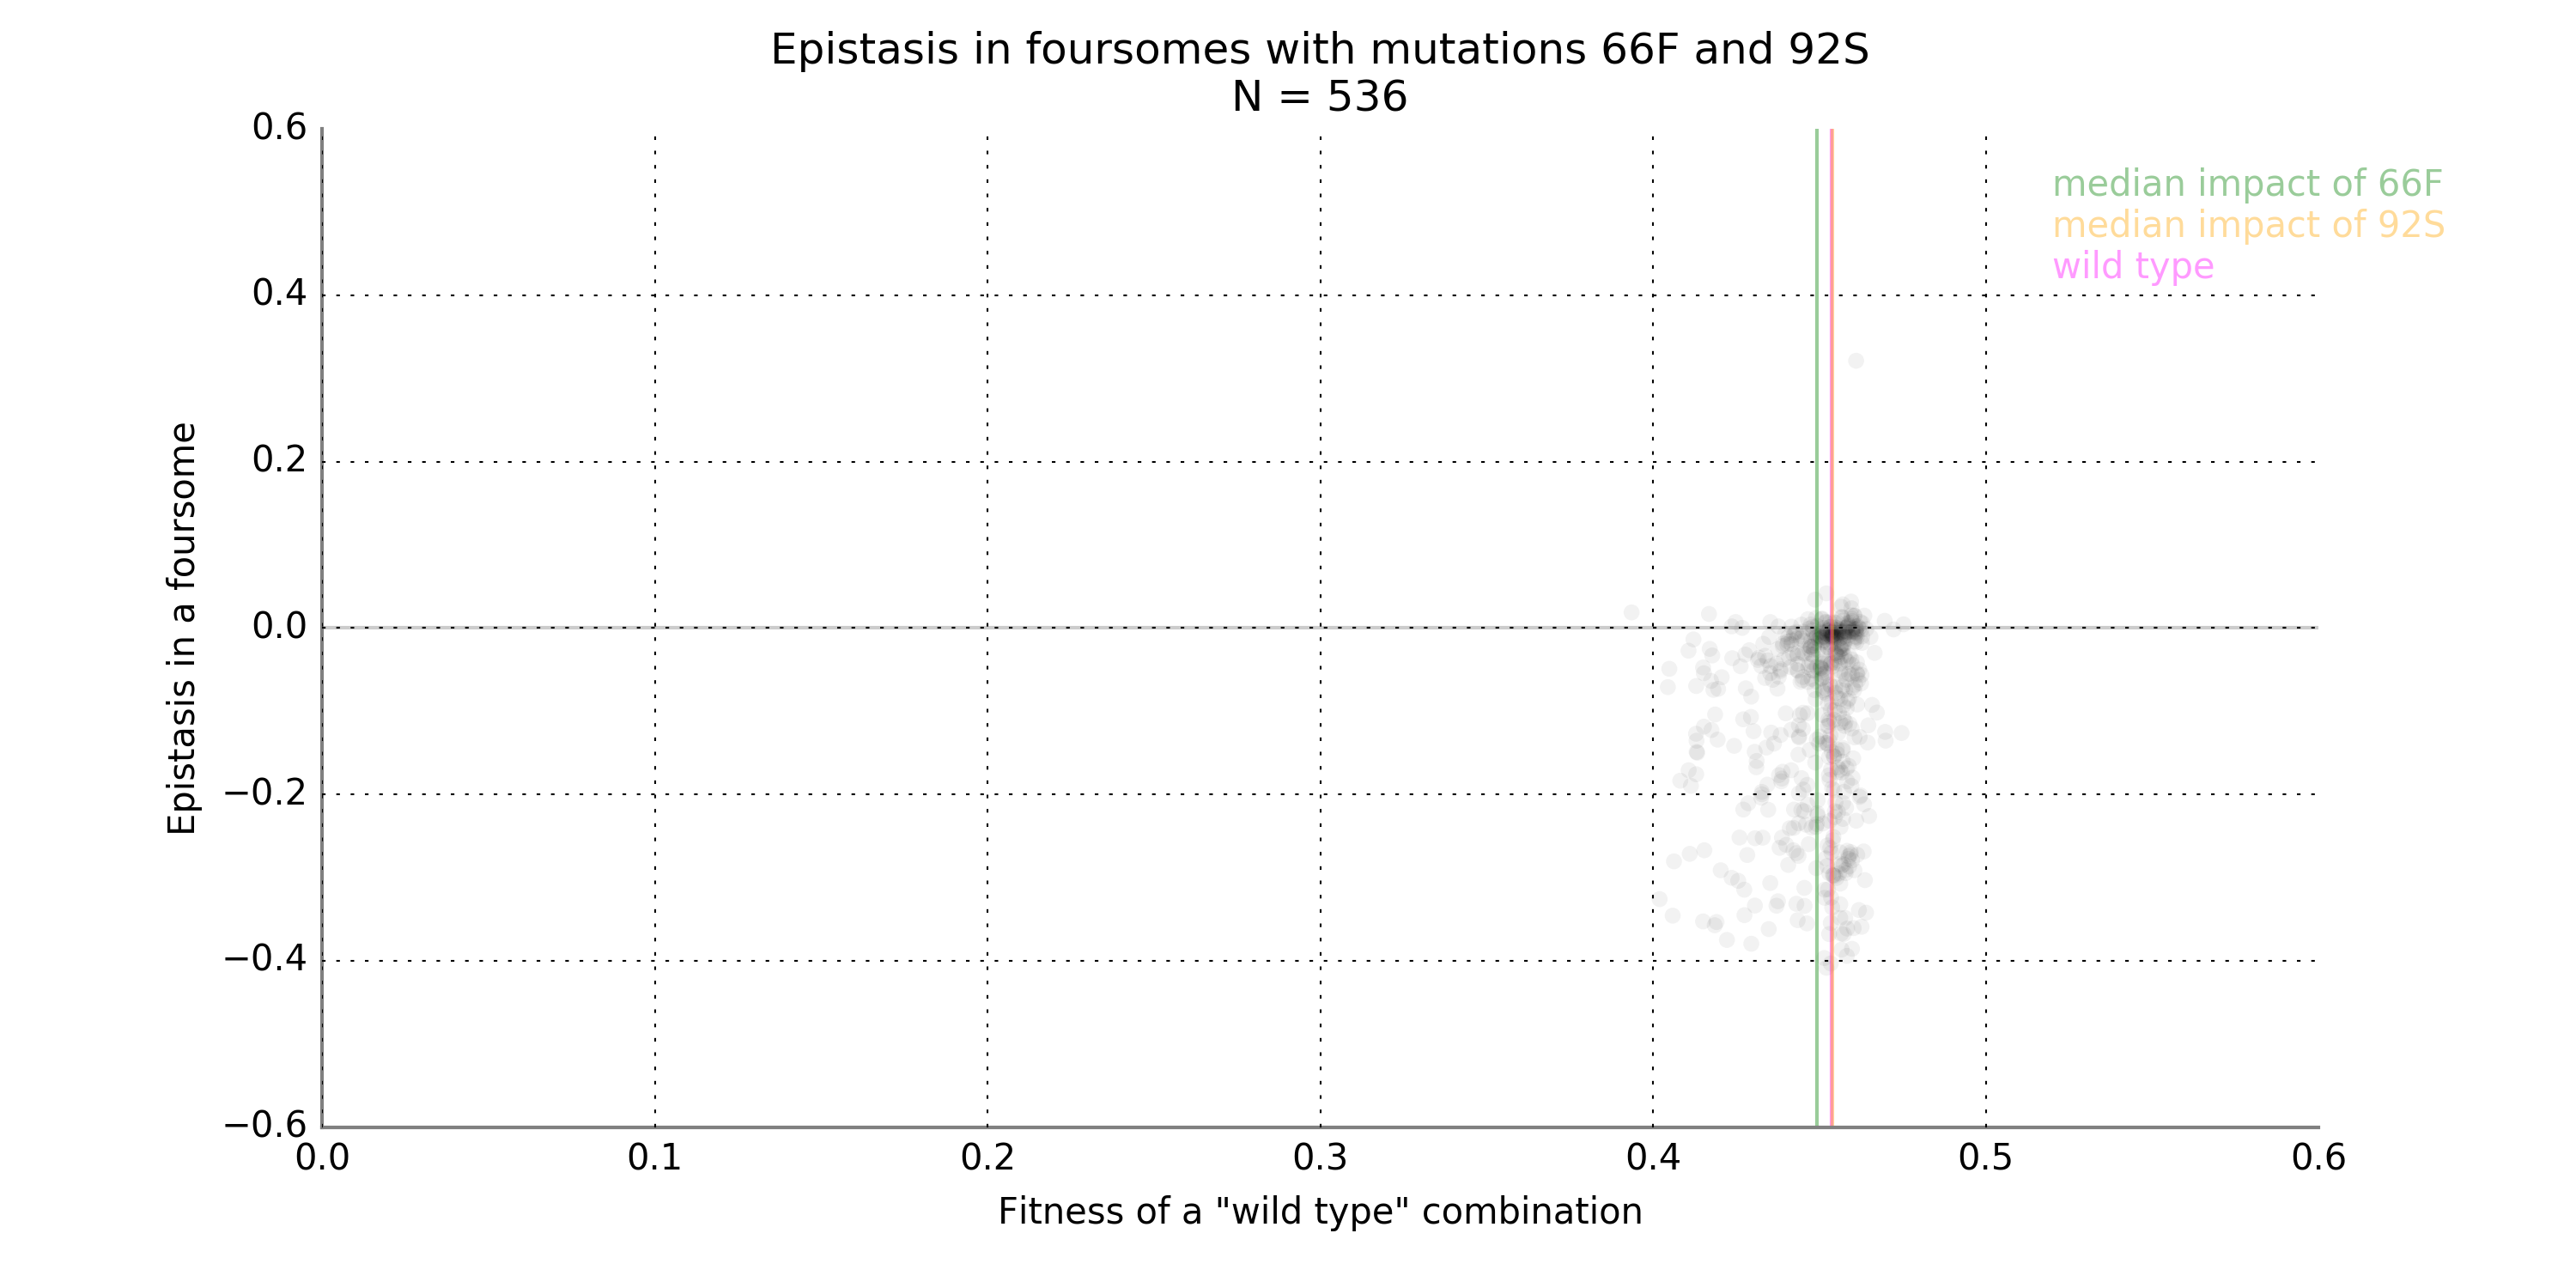 Epistasis in foursomes with mutations 66F and 92S
N = 536
median impact of 66F
median impact of 92S
wild type
Epistasis in a foursome
0.6
0.4
0.2
0.0
−0.2
−0.4
−0.6
0.0 0.1 0.2 0.3 0.4 0.5 0.6
Fitness of a "wild type" combination